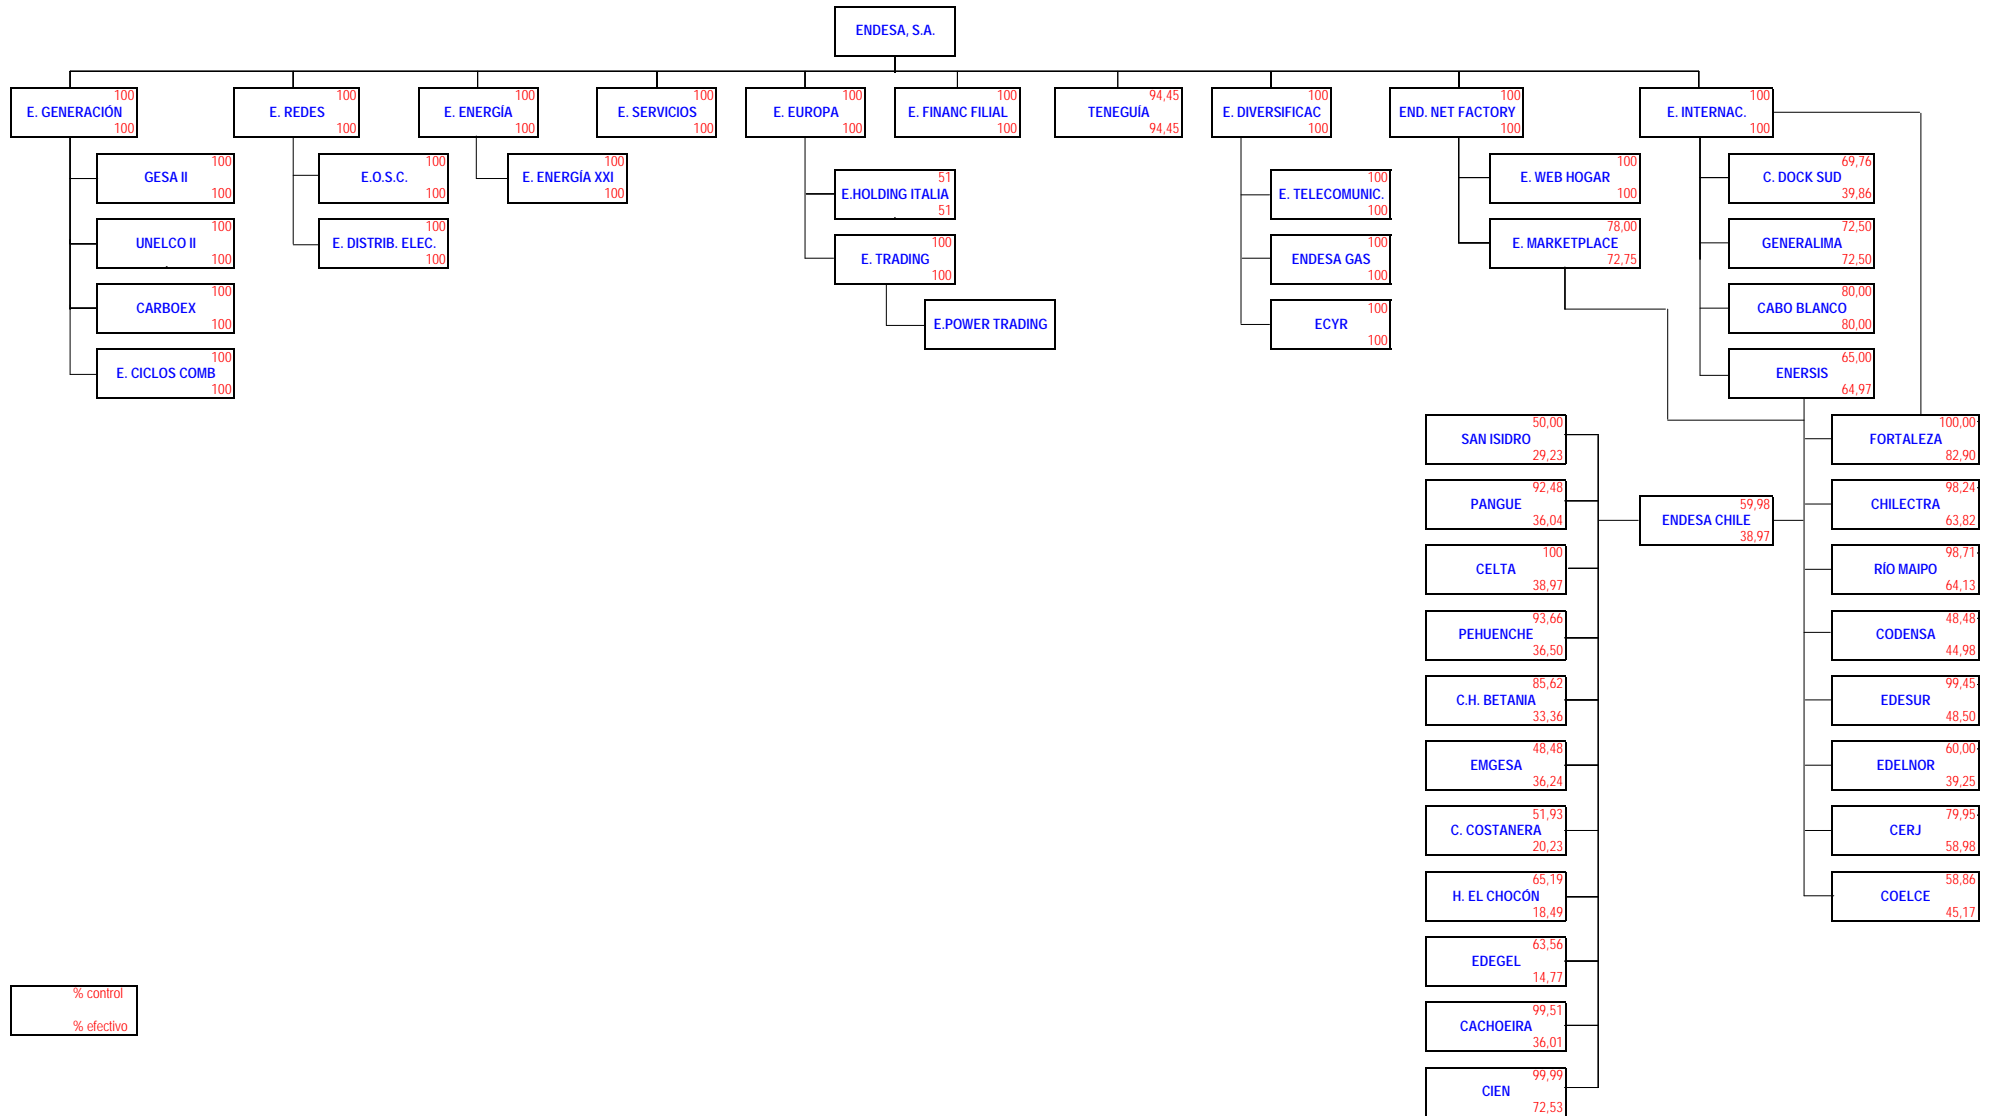 ENDESA, S.A.
100
E. GENERACIÓN
100
100
E. REDES
100
100
E. ENERGÍA
100
100
E. SERVICIOS
100
100
E. EUROPA
100
100
E. FINANC FILIAL
100
94,45
TENEGUÍA
94,45
100
E. DIVERSIFICAC
100
100
END. NET FACTORY
100
100
E. INTERNAC.
100
100
GESA II
100
100
UNELCO II
100
100
CARBOEX
100
100
E. CICLOS COMB
100
100
E.O.S.C.
100
100
E. DISTRIB. ELEC.
100
100
E. ENERGÍA XXI
100
51
E.HOLDING ITALIA
51
100
E. TRADING
100
E.POWER TRADING
100
E. TELECOMUNIC.
100
100
ENDESA GAS
100
100
ECYR
100
100
E. WEB HOGAR
100
78,00
E. MARKETPLACE
72,75
69,76
C. DOCK SUD
39,86
72,50
GENERALIMA
72,50
80,00
CABO BLANCO
80,00
65,00
ENERSIS
64,97
50,00
SAN ISIDRO
29,23
92,48
PANGUE
36,04
100
CELTA
38,97
93,66
PEHUENCHE
36,50
85,62
C.H. BETANIA
33,36
48,48
EMGESA
36,24
51,93
C. COSTANERA
20,23
65,19
H. EL CHOCÓN
18,49
63,56
EDEGEL
14,77
99,51
CACHOEIRA
36,01
99,99
CIEN
72,53
59,98
ENDESA CHILE
38,97
100,00
FORTALEZA
82,90
98,24
CHILECTRA
63,82
98,71
RÍO MAIPO
64,13
48,48
CODENSA
44,98
99,45
EDESUR
48,50
60,00
EDELNOR
39,25
79,95
CERJ
58,98
58,86
COELCE
45,17
% control
% efectivo